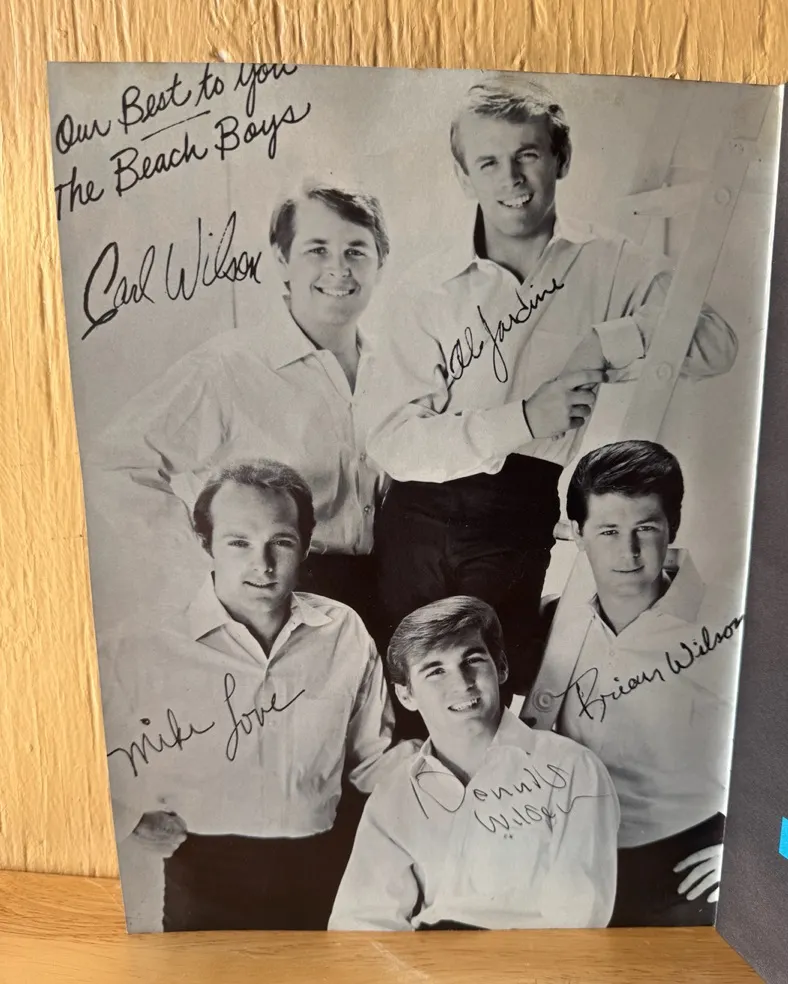 Our Best to you
The Beach Boys
Carl Wilson
Al Jardine
Mike Love
Brian Wilson
Dennis
Wilson